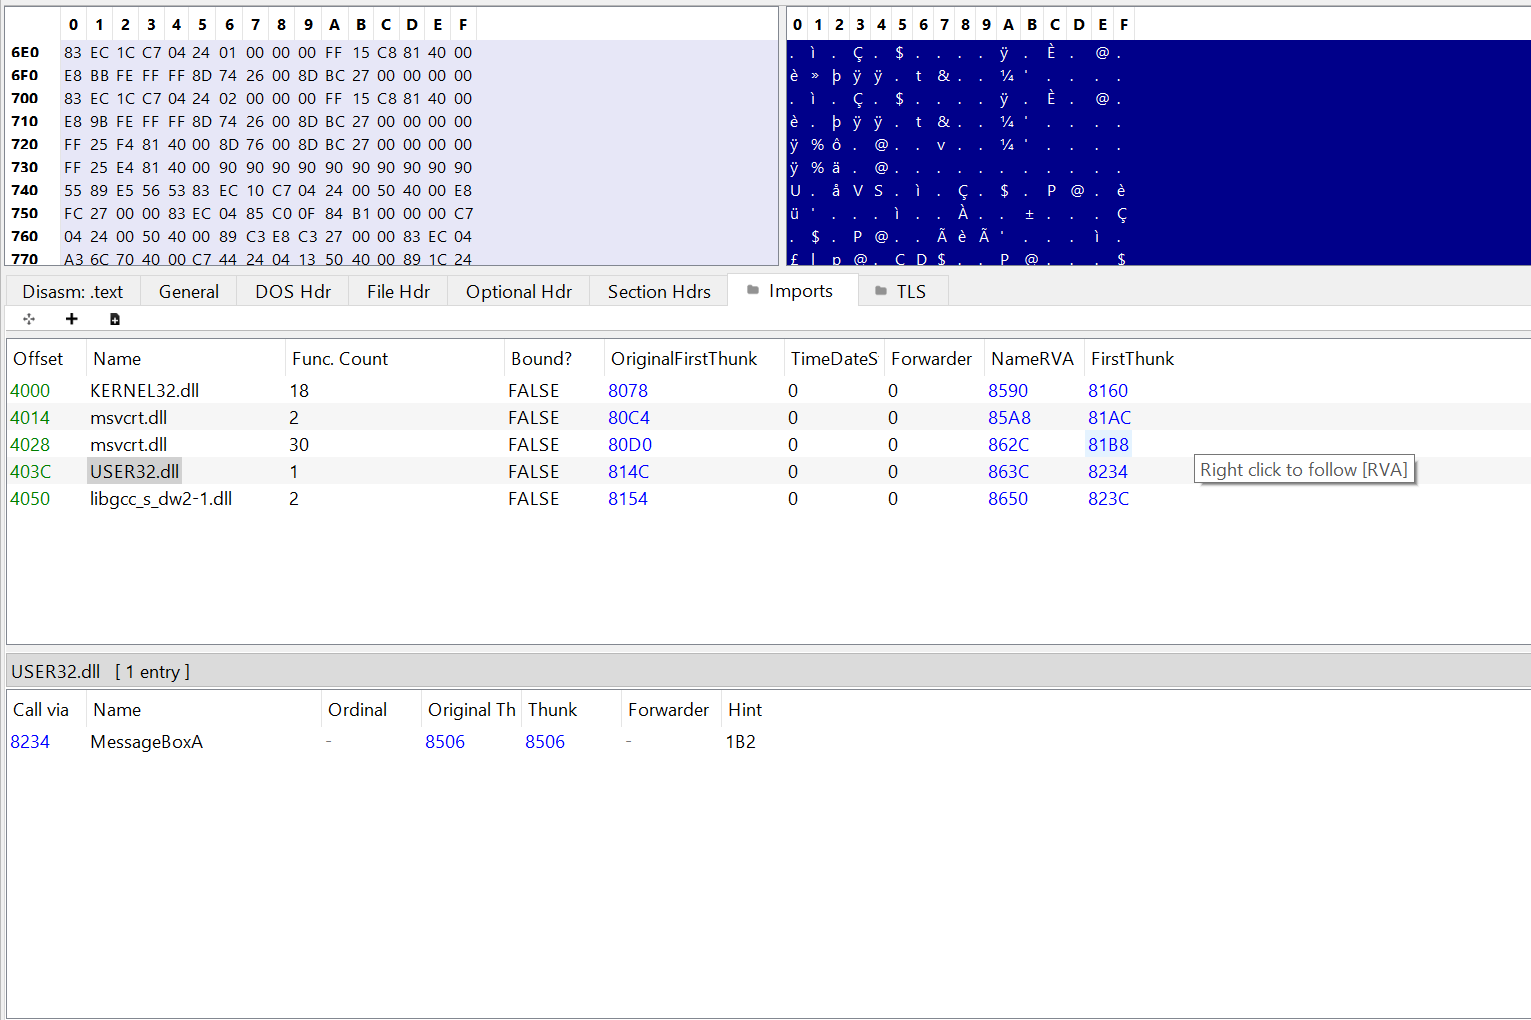 0 1 2 3 4 5 6 7 8 9 A B C D E F 0 1 2 3 4 5 6 7 8 9 A B C D E F
6E0 83 EC 1C C7 04 24 01 00 00 00 FF 15 C8 81 40 00 . ì . Ç . $ . . . . ÿ . È . @ .
6F0 E8 BB FE FF FF 8D 74 26 00 8D BC 27 00 00 00 00 è » þ ÿ ÿ . t & . . ¼ ' . . . .
700 83 EC 1C C7 04 24 02 00 00 00 FF 15 C8 81 40 00 . ì . Ç . $ . . . . ÿ . È . @ .
710 E8 9B FE FF FF 8D 74 26 00 8D BC 27 00 00 00 00 è . þ ÿ ÿ . t & . . ¼ ' . . . .
720 FF 25 F4 81 40 00 8D 76 00 8D BC 27 00 00 00 00 ÿ % ô . @ . . v . . ¼ ' . . . .
730 FF 25 E4 81 40 00 90 90 90 90 90 90 90 90 90 90 ÿ % ä . @ . . . . . . . . . . .
740 55 89 E5 56 53 83 EC 10 C7 04 24 00 50 40 00 E8 U . å V S . ì . Ç . $ . P @ . è
750 FC 27 00 00 83 EC 04 85 C0 0F 84 B1 00 00 00 C7 ü ' . . . ì . . À . . ± . . . Ç
760 04 24 00 50 40 00 89 C3 E8 C3 27 00 00 83 EC 04 . $ . P @ . . Ã è Ã ' . . . ì .
770 A3 6C 70 40 00 C7 44 24 04 13 50 40 00 89 1C 24 £ l p @ . Ç D $ . . P @ . . . $
Disasm: .text General DOS Hdr File Hdr Optional Hdr Section Hdrs Imports TLS
Offset Name Func. Count Bound? OriginalFirstThunk TimeDateS Forwarder NameRVA FirstThunk
4000 KERNEL32.dll 18 FALSE 8078 0 0 8590 8160
4014 msvcrt.dll 2 FALSE 80C4 0 0 85A8 81AC
4028 msvcrt.dll 30 FALSE 80D0 0 0 862C 81B8
403C USER32.dll 1 FALSE 814C 0 0 863C 8234
Right click to follow [RVA]
4050 libgcc_s_dw2-1.dll 2 FALSE 8154 0 0 8650 823C
USER32.dll [ 1 entry ]
Call via Name Ordinal Original Th Thunk Forwarder Hint
8234 MessageBoxA - 8506 8506 - 1B2